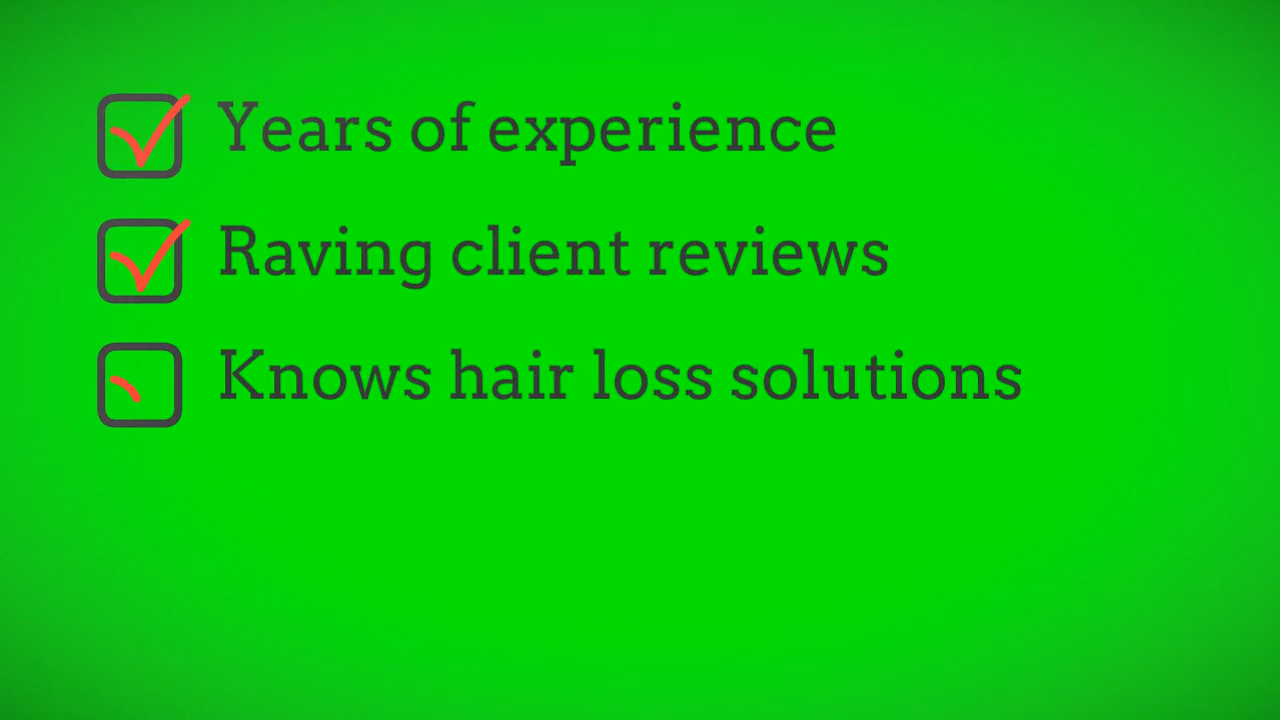 Years of experience
Raving client reviews
Knows hair loss solutions